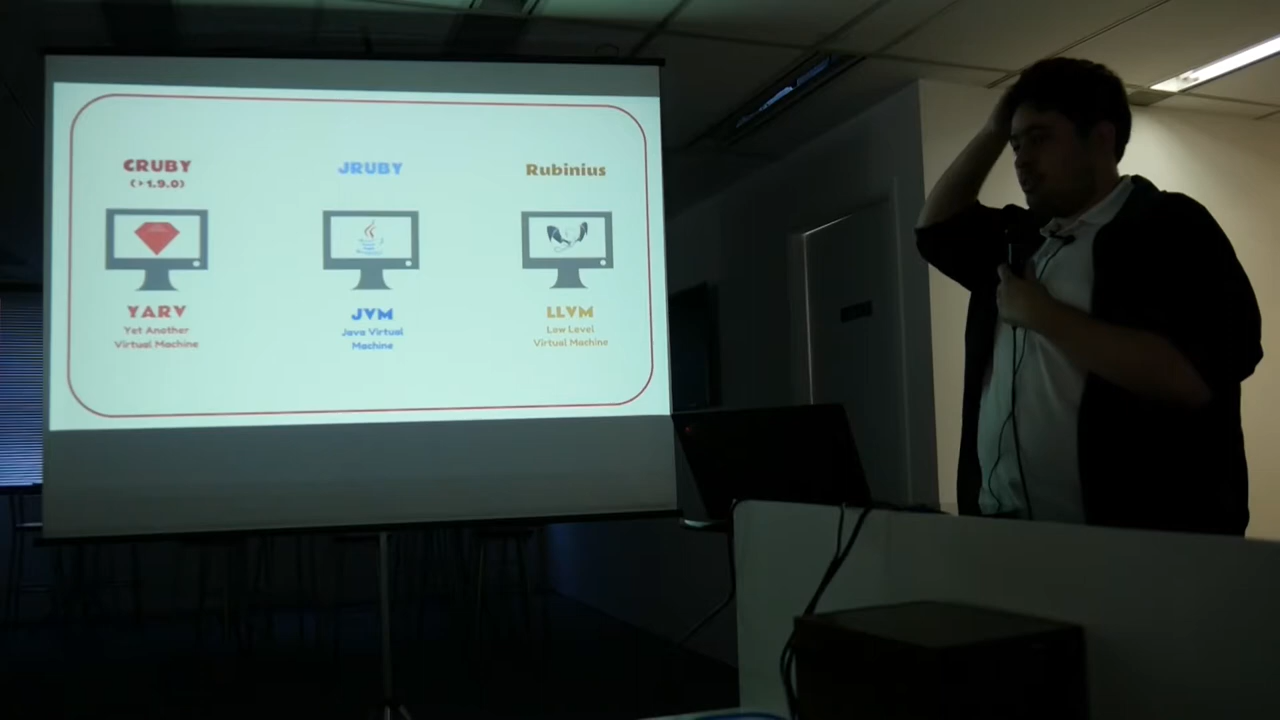 CRUBY
(>1.9.0)
YARV
Yet Another
Virtual Machine
JRUBY
JVM
Java Virtual
Machine
Rubinius
LLVM
Low Level
Virtual Machine